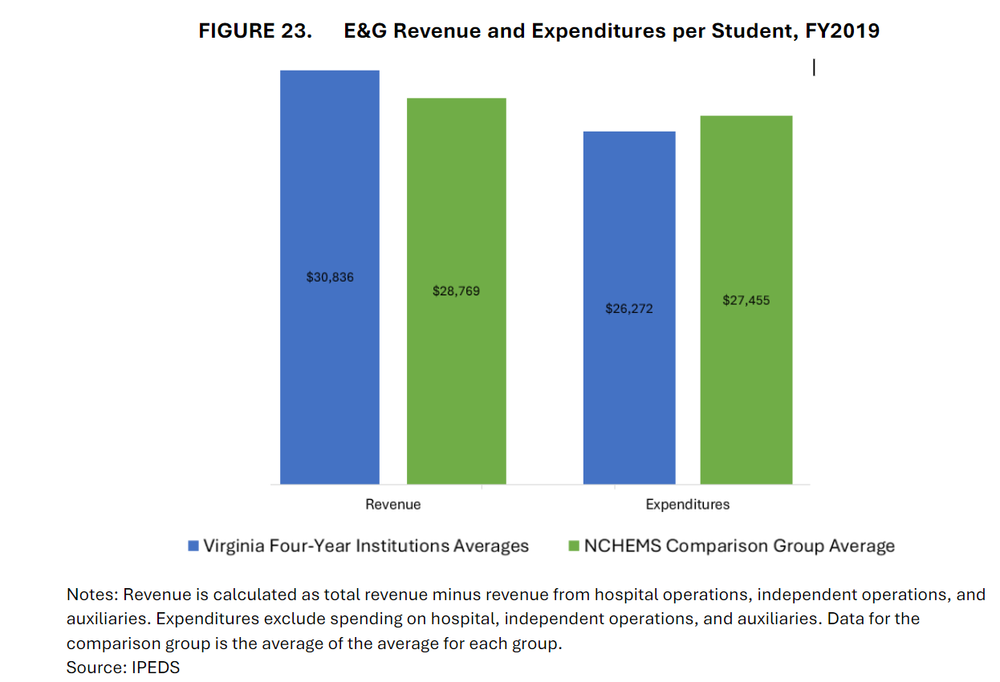 FIGURE 23. E&G Revenue and Expenditures per Student, FY2019
$30,836
$28,769
$26,272
$27,455
Revenue
Expenditures
Virginia Four-Year Institutions Averages
NCHEMS Comparison Group Average
Notes: Revenue is calculated as total revenue minus revenue from hospital operations, independent operations, and
auxiliaries. Expenditures exclude spending on hospital, independent operations, and auxiliaries. Data for the
comparison group is the average of the average for each group.
Source: IPEDS